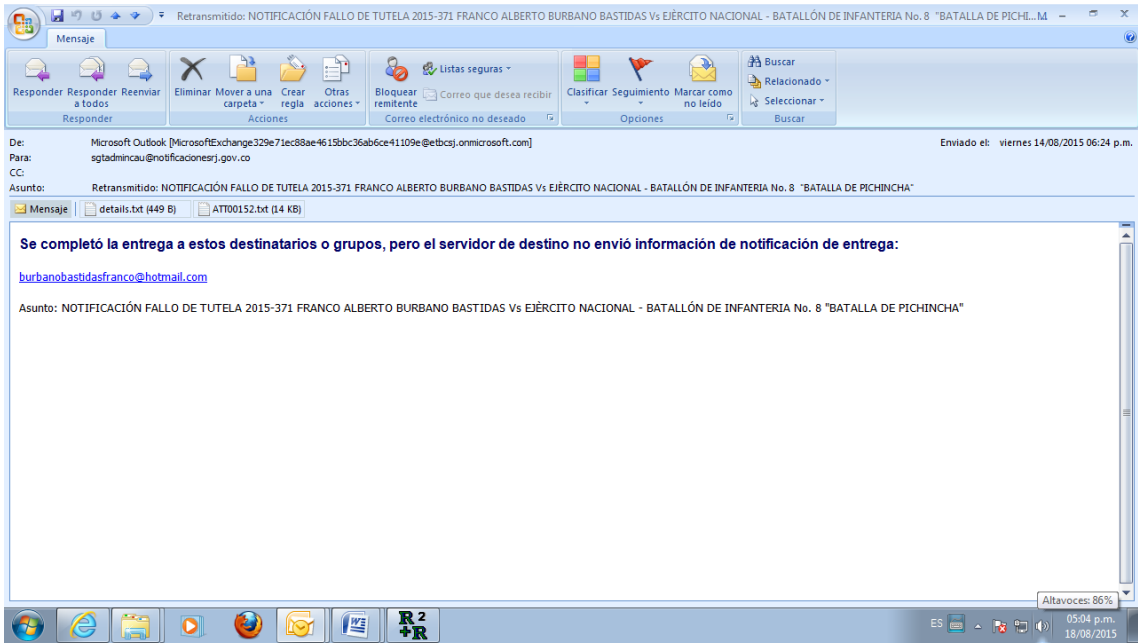 Retransmitido: NOTIFICACIÓN FALLO DE TUTELA 2015-371 FRANCO ALBERTO BURBANO BASTIDAS Vs EJÈRCITO NACIONAL - BATALLÓN DE INFANTERIA No. 8 "BATALLA DE PICHI...M
Mensaje
Responder Responder a todos Reenviar
Eliminar Mover a una carpeta Crear regla Otras acciones
Bloquear remitente Listas seguras
Correo que desea recibir
Clasificar Seguimiento Marcar como no leído
Buscar
Relacionado
Seleccionar
Responder Acciones Correo electrónico no deseado Opciones Buscar
De: Microsoft Outlook [MicrosoftExchange329e71ec88ae4615bbc36ab6ce41109e@etbcsj.onmicrosoft.com] Enviado el: viernes 14/08/2015 06:24 p.m.
Para: sgtadmincau@notificacionesrj.gov.co
CC:
Asunto: Retransmitido: NOTIFICACIÓN FALLO DE TUTELA 2015-371 FRANCO ALBERTO BURBANO BASTIDAS Vs EJÈRCITO NACIONAL - BATALLÓN DE INFANTERIA No. 8 "BATALLA DE PICHINCHA"
Mensaje details.txt (449 B) ATT00152.txt (14 KB)
Se completó la entrega a estos destinatarios o grupos, pero el servidor de destino no envió información de notificación de entrega:
burbanobastidasfranco@hotmail.com
Asunto: NOTIFICACIÓN FALLO DE TUTELA 2015-371 FRANCO ALBERTO BURBANO BASTIDAS Vs EJÈRCITO NACIONAL - BATALLÓN DE INFANTERIA No. 8 "BATALLA DE PICHINCHA"
Altavoces: 86%
R 2
+R
ES 05:04 p.m.
18/08/2015